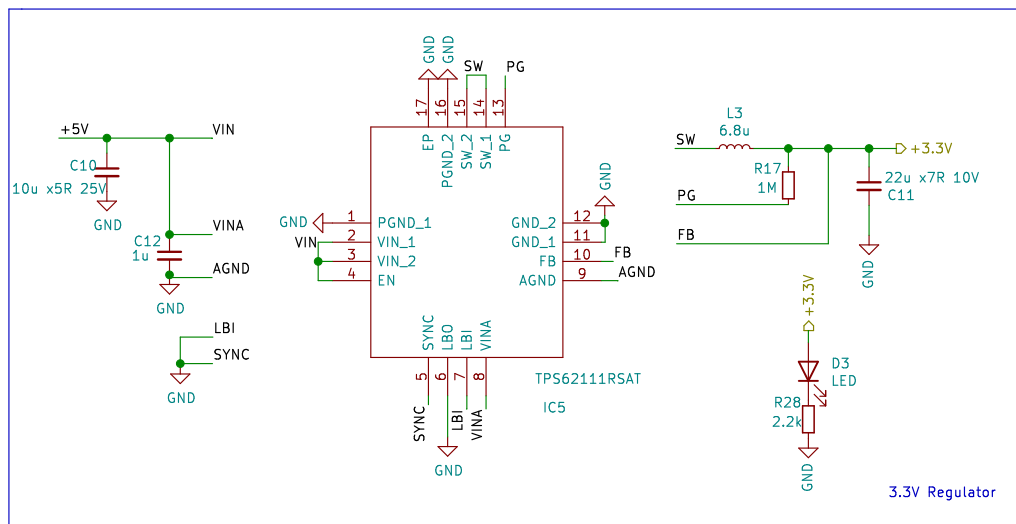 +5V
VIN
C10
10u x5R 25V
GND
VINA
C12
1u
AGND
GND
LBI
SYNC
GND
GND
GND
SW
PG
17
16
15
14
13
EP
PGND_2
SW_2
SW_1
PG
GND
1
PGND_1
VIN
2
VIN_1
3
VIN_2
4
EN
GND
GND_2
12
GND_1
11
FB
10
FB
AGND
9
AGND
SYNC
LBO
LBI
VINA
5
6
7
8
SYNC
LBI
VINA
GND
TPS62111RSAT
IC5
L3
6.8u
SW
+3.3V
R17
1M
22u x7R 10V
C11
PG
FB
GND
+3.3V
D3
LED
R28
2.2k
GND
3.3V Regulator